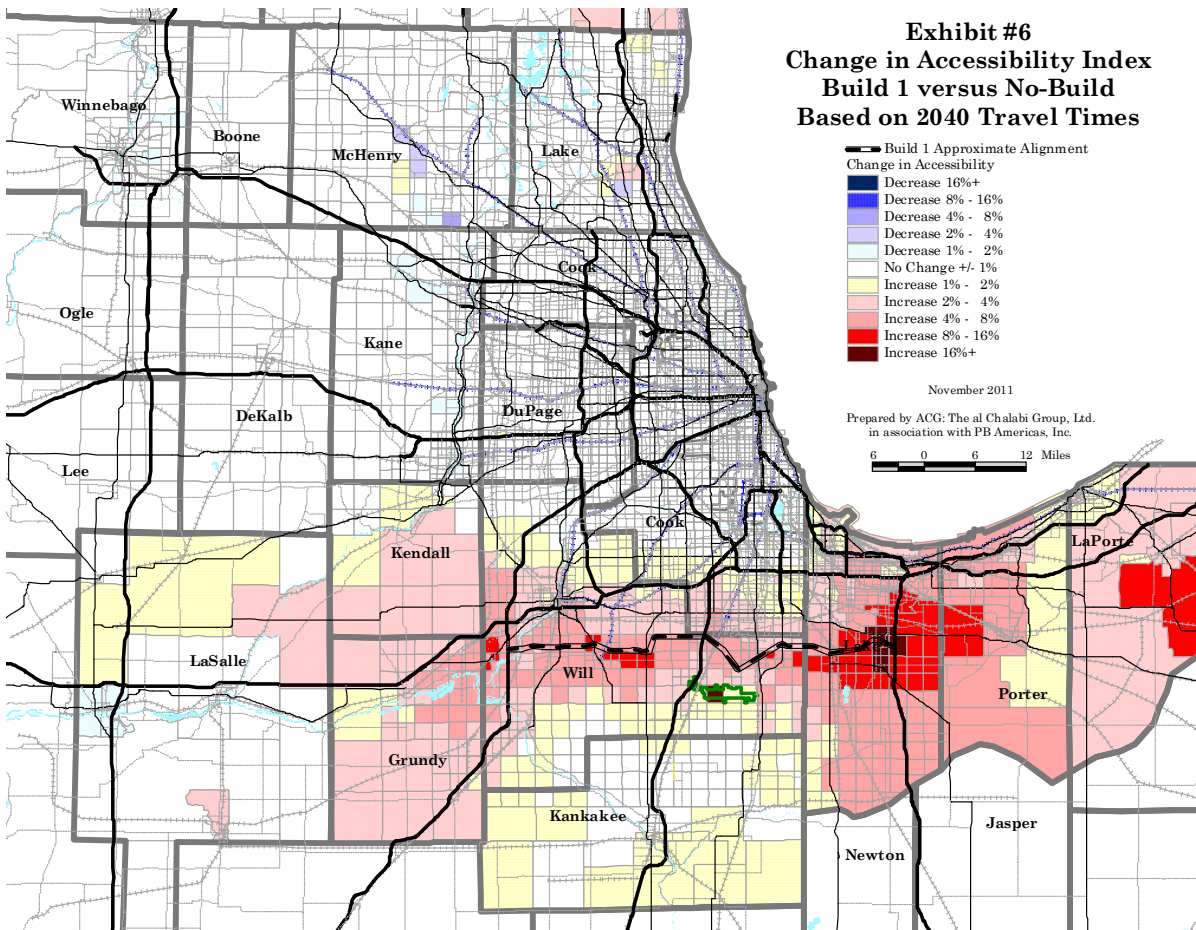 Exhibit #6
Change in Accessibility Index
Build 1 versus No-Build
Based on 2040 Travel Times
Build 1 Approximate Alignment
Change in Accessibility
Decrease 16%+
Decrease 8% - 16%
Decrease 4% - 8%
Decrease 2% - 4%
Decrease 1% - 2%
No Change +/- 1%
Increase 1% - 2%
Increase 2% - 4%
Increase 4% - 8%
Increase 8% - 16%
Increase 16%+
November 2011
Prepared by ACG: The al Chalabi Group, Ltd.
in association with PB Americas, Inc.
6 0 6 12 Miles
Winnebago
Boone
McHenry
Lake
Cook
Ogle
Kane
DeKalb
DuPage
Lee
Cook
Kendall
LaPorte
LaSalle
Will
Porter
Grundy
Kankakee
Jasper
Newton